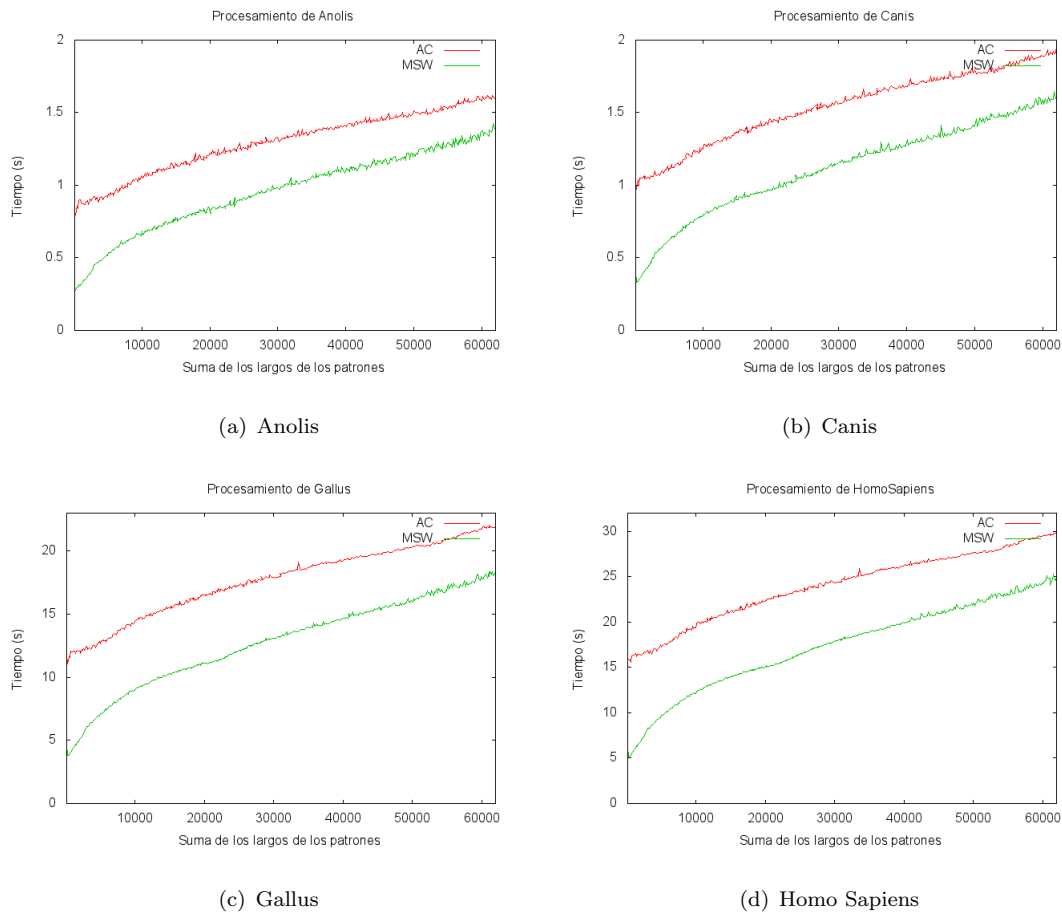 Procesamiento de Anolis
AC
MSW
2
1.5
1
0.5
0
Tiempo (s)
10000 20000 30000 40000 50000 60000
Suma de los largos de los patrones
(a) Anolis
Procesamiento de Canis
AC
MSW
2
1.5
1
0.5
0
Tiempo (s)
10000 20000 30000 40000 50000 60000
Suma de los largos de los patrones
(b) Canis
Procesamiento de Gallus
AC
MSW
20
15
10
5
0
Tiempo (s)
10000 20000 30000 40000 50000 60000
Suma de los largos de los patrones
(c) Gallus
Procesamiento de HomoSapiens
AC
MSW
30
25
20
15
10
5
0
Tiempo (s)
10000 20000 30000 40000 50000 60000
Suma de los largos de los patrones
(d) Homo Sapiens